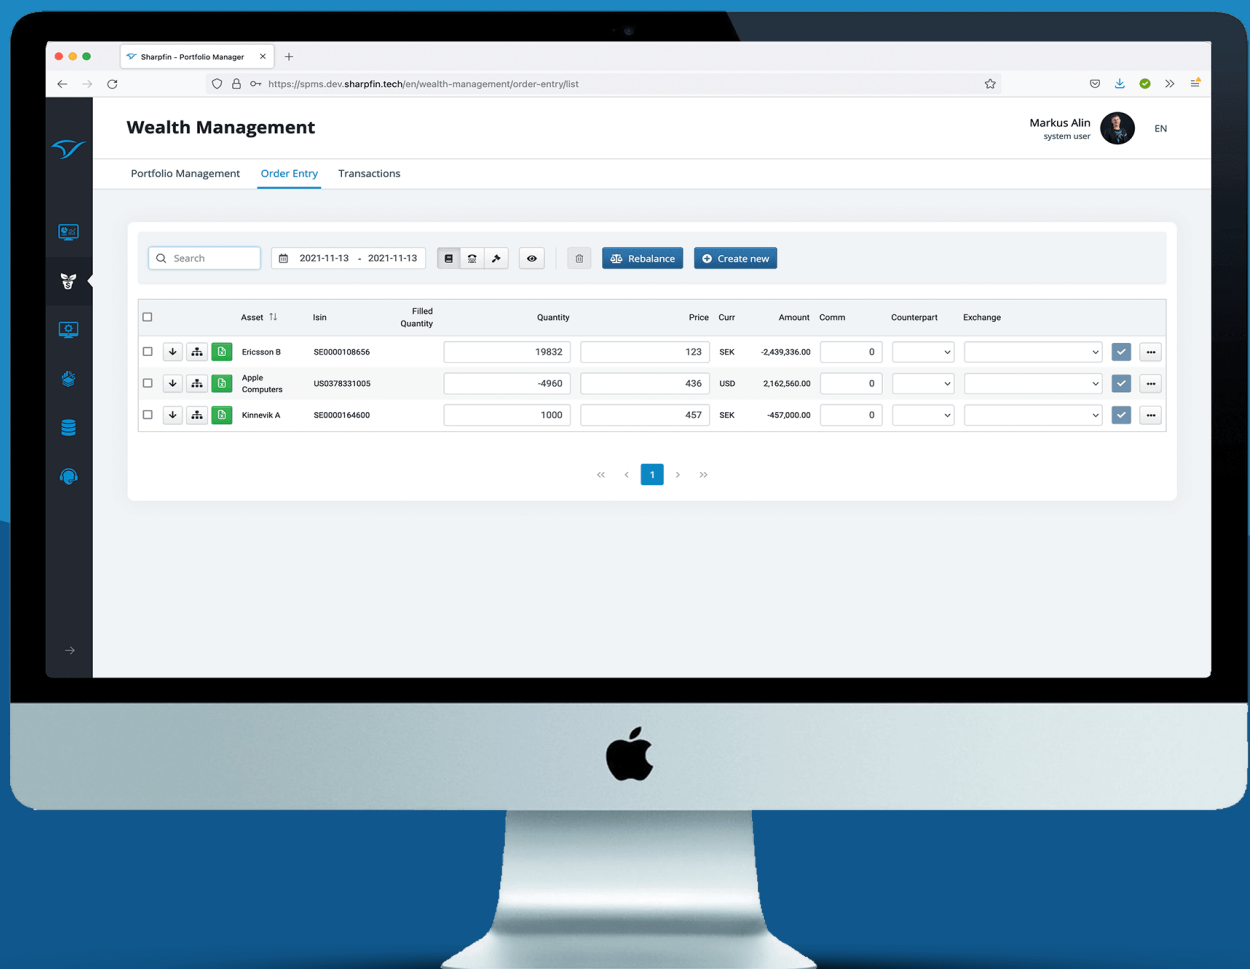 Sharpfin - Portfolio Manager
https://spms.dev.sharpfin.tech/en/wealth-management/order-entry/list
Wealth Management
Markus Alin
system user
EN
Portfolio Management Order Entry Transactions
Search 2021-11-13 - 2021-11-13 Rebalance Create new
Asset Isin Filled Quantity Quantity Price Curr Amount Comm Counterpart Exchange
Ericsson B SE0000108656 19832 123 SEK -2,439,336.00 0
Apple Computers US0378331005 -4960 436 USD 2,162,560.00 0
Kinnevik A SE0000164600 1000 457 SEK -457,000.00 0
1